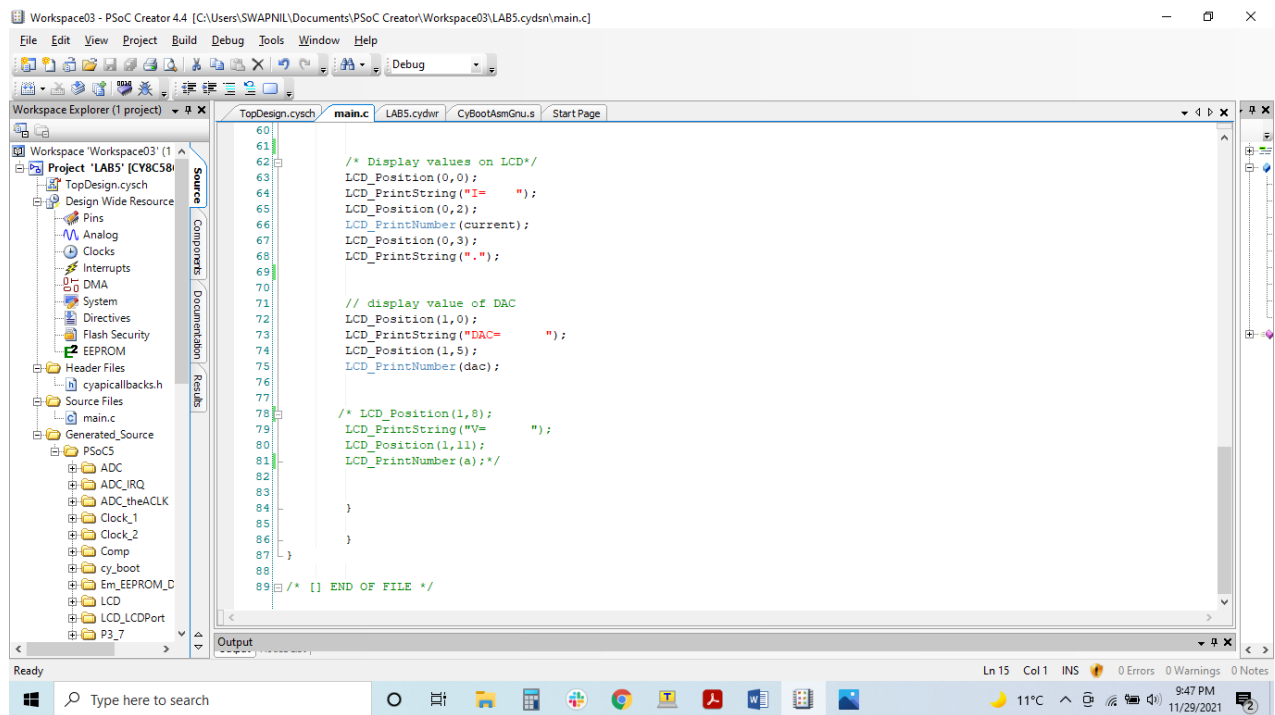 Workspace03 - PSoC Creator 4.4 [C:\Users\SWAPNIL\Documents\PSoC Creator\Workspace03\LAB5.cydsn\main.c]
File Edit View Project Build Debug Tools Window Help
Debug
Workspace Explorer (1 project)
TopDesign.cysch main.c LAB5.cydwr CyBootAsmGnu.s Start Page
Workspace 'Workspace03' (1
Project 'LAB5' [CY8C58
TopDesign.cysch
Design Wide Resource
Pins
Analog
Clocks
Interrupts
DMA
System
Directives
Flash Security
EEPROM
Header Files
cyapicallbacks.h
Source Files
main.c
Generated_Source
PSoC5
ADC
ADC_IRQ
ADC_theACLK
Clock_1
Clock_2
Comp
cy_boot
Em_EEPROM_D
LCD
LCD_LCDPort
P3_7
Source
Components
Documentation
Results
60
61
62 /* Display values on LCD*/
63 LCD_Position(0,0);
64 LCD_PrintString("I=    ");
65 LCD_Position(0,2);
66 LCD_PrintNumber(current);
67 LCD_Position(0,3);
68 LCD_PrintString(".");
69
70
71 // display value of DAC
72 LCD_Position(1,0);
73 LCD_PrintString("DAC=      ");
74 LCD_Position(1,5);
75 LCD_PrintNumber(dac);
76
77
78 /* LCD_Position(1,8);
79 LCD_PrintString("V=      ");
80 LCD_Position(1,11);
81 LCD_PrintNumber(a);*/
82
83
84 }
85
86 }
87 }
88
89 /* [] END OF FILE */
Output
Ready
Ln 15 Col 1 INS 0 Errors 0 Warnings 0 Notes
Type here to search
11°C
9:47 PM
11/29/2021
2